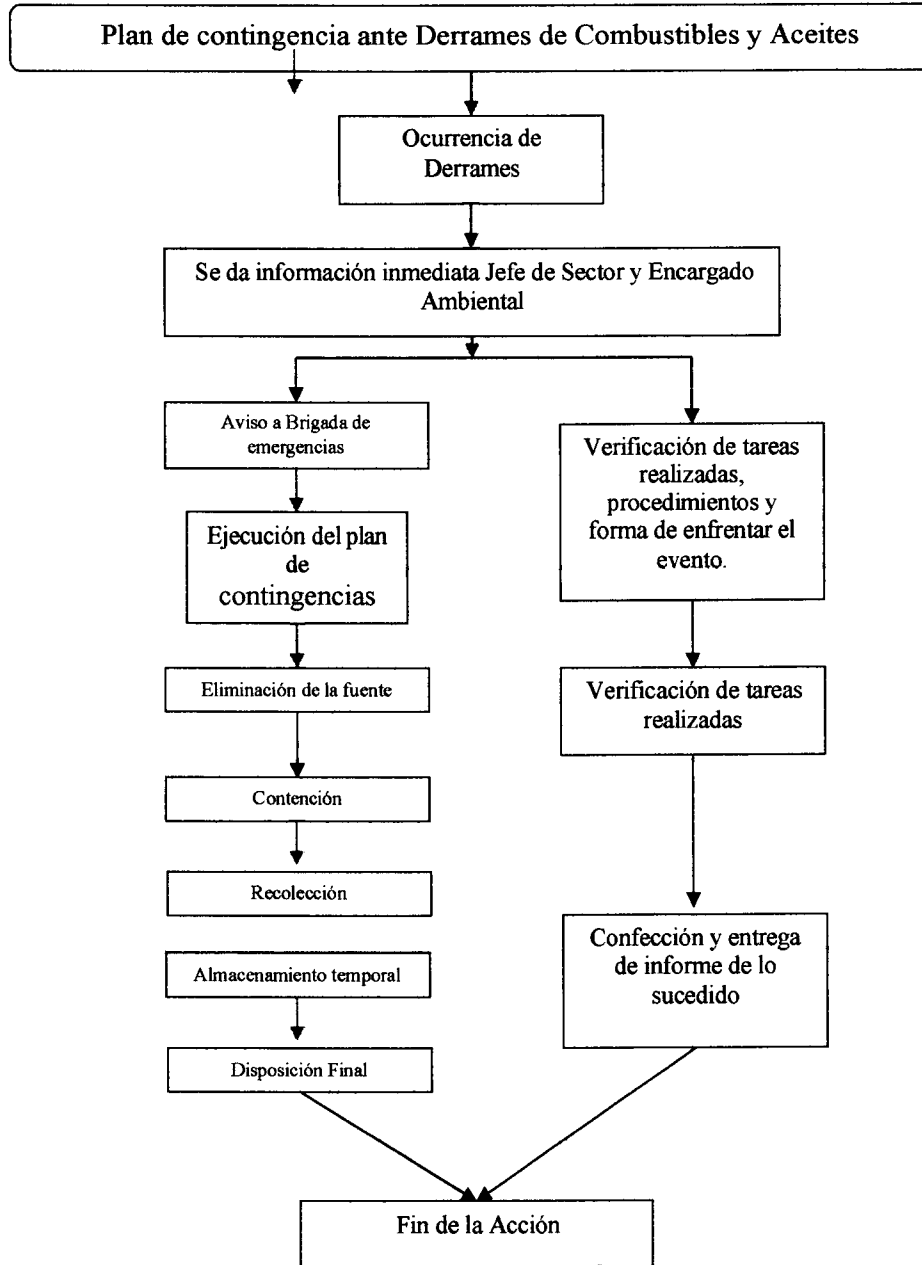 Plan de contingencia ante Derrames de Combustibles y Aceites
Ocurrencia de
Derrames
Se da información inmediata Jefe de Sector y Encargado
Ambiental
Aviso a Brigada de
emergencias
Ejecución del plan
de
contingencias
Eliminación de la fuente
Contención
Recolección
Almacenamiento temporal
Disposición Final
Verificación de tareas
realizadas,
procedimientos y
forma de enfrentar el
evento.
Verificación de tareas
realizadas
Confección y entrega
de informe de lo
sucedido
Fin de la Acción